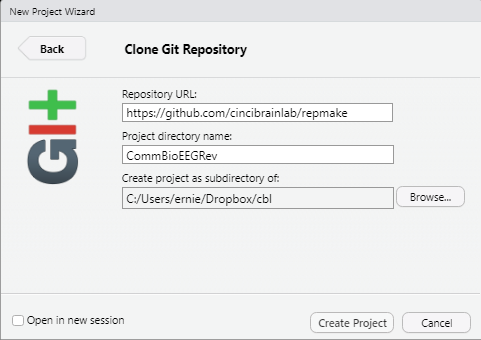 New Project Wizard
Back
Clone Git Repository
Repository URL:
https://github.com/cincibrainlab/repmake
Project directory name:
CommBioEEGRev
Create project as subdirectory of:
C:/Users/ernie/Dropbox/cbl
Browse...
GIT
Open in new session
Create Project
Cancel